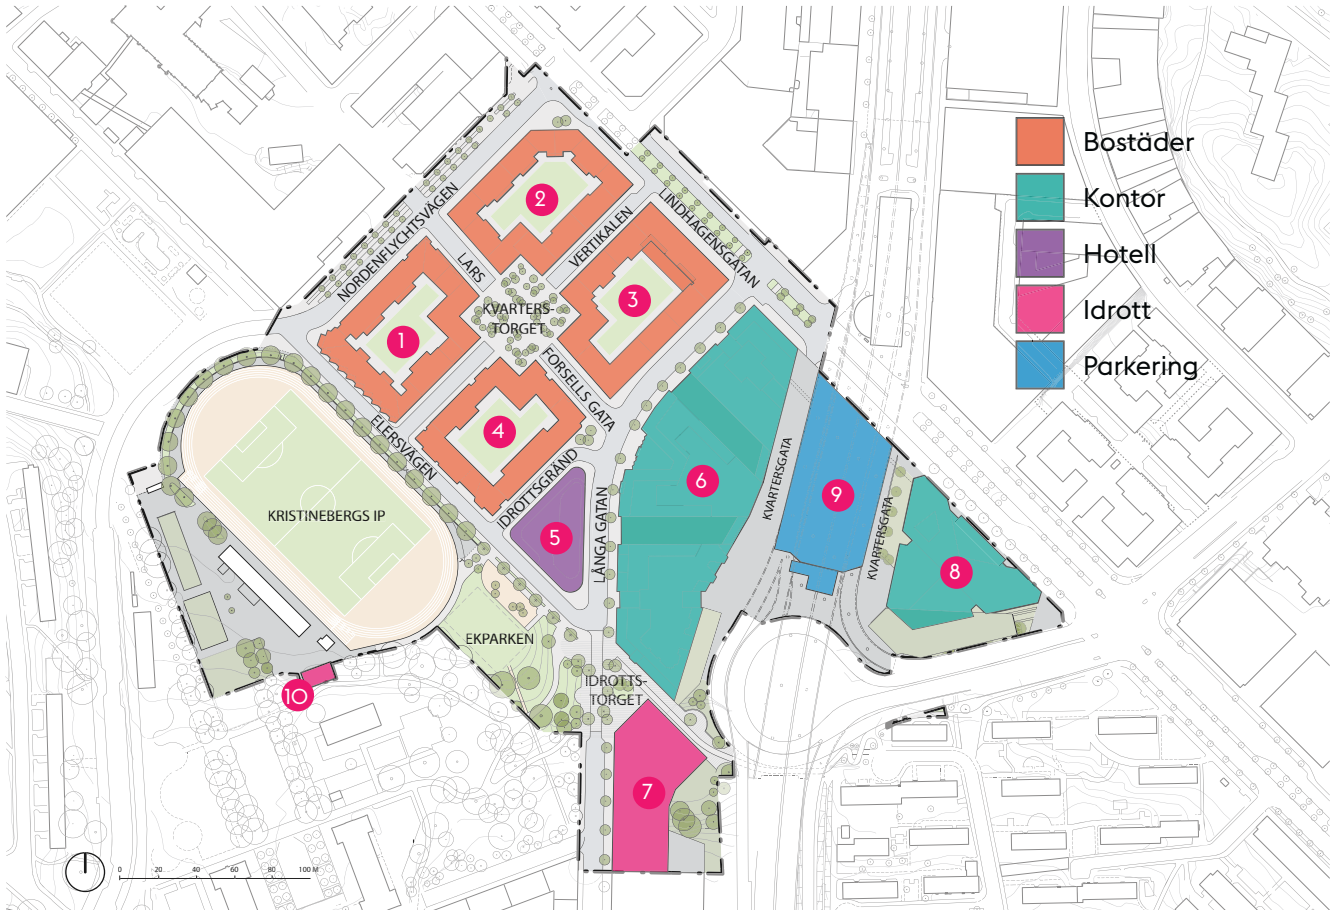 Bostäder
Kontor
Hotell
Idrott
Parkering
2
NORDENFLYCHTSVÄGEN
LINDHAGENSGATAN
VERTIKALEN
LARS
3
KVARTERS-
TORGET
1
FORSELLS GATA
4
ELERSVÄGEN
IDROTTSGRÄND
6
KVARTERSGATA
9
KVARTERSGATA
KRISTINEBERGS IP
5
LÅNGA GATAN
8
EKPARKEN
IDROTTS-
TORGET
10
7
0 20 40 60 80 100 M